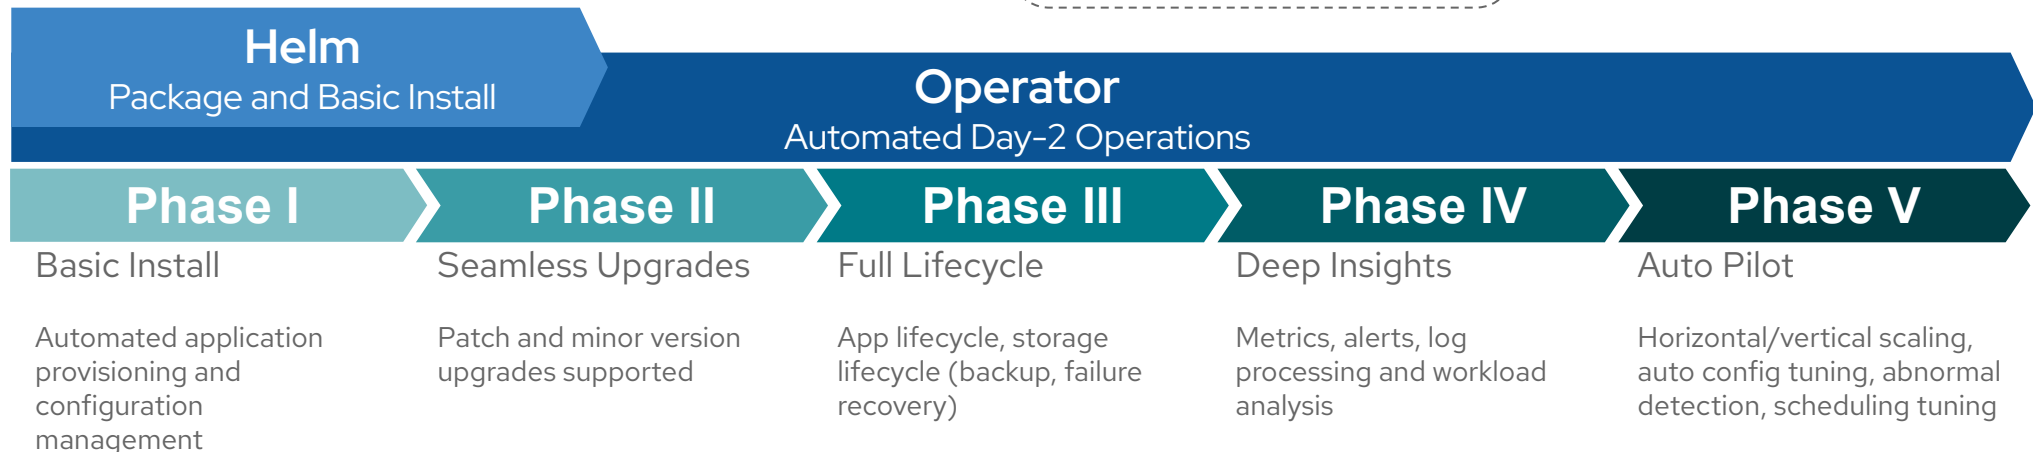 Helm
Package and Basic Install
Operator
Automated Day-2 Operations
Phase I
Phase II
Phase III
Phase IV
Phase V
Basic Install
Automated application
provisioning and
configuration
management
Seamless Upgrades
Patch and minor version
upgrades supported
Full Lifecycle
App lifecycle, storage
lifecycle (backup, failure
recovery)
Deep Insights
Metrics, alerts, log
processing and workload
analysis
Auto Pilot
Horizontal/vertical scaling,
auto config tuning, abnormal
detection, scheduling tuning